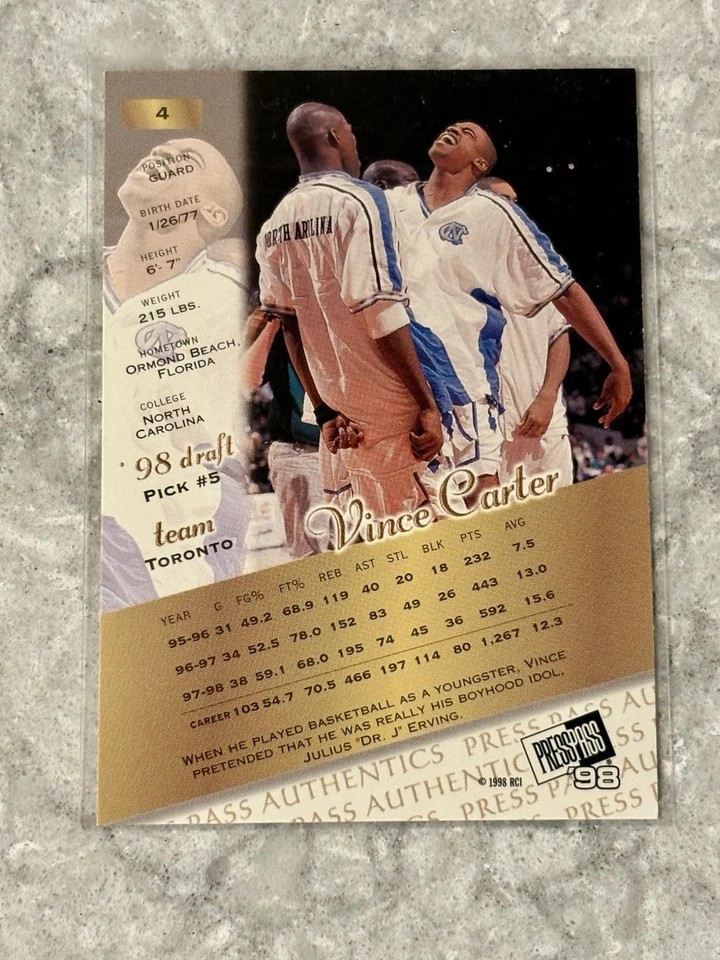 4
POSITION
GUARD
BIRTH DATE
1/26/77
HEIGHT
6'- 7"
WEIGHT
215 LBS.
HOMETOWN
ORMOND BEACH,
FLORIDA
COLLEGE
NORTH
CAROLINA
'98 draft
PICK #5
team
TORONTO
NORTH CAROLINA
NC
Vince Carter
YEAR G FG% FT% REB AST STL BLK PTS AVG
95-96 31 49.2 68.9 119 40 20 18 232 7.5
96-97 34 52.5 78.0 152 83 49 26 443 13.0
97-98 38 59.1 68.0 195 74 45 36 592 15.6
CAREER 103 54.7 70.5 466 197 114 80 1,267 12.3
WHEN HE PLAYED BASKETBALL AS A YOUNGSTER, VINCE
PRETENDED THAT HE WAS REALLY HIS BOYHOOD IDOL,
JULIUS "DR. J" ERVING.
PRESS PASS AU
PASS AUTHENTICS
PASS AUTHENTIC
PRESS
PRESS PASS
'98
© 1998 RCI